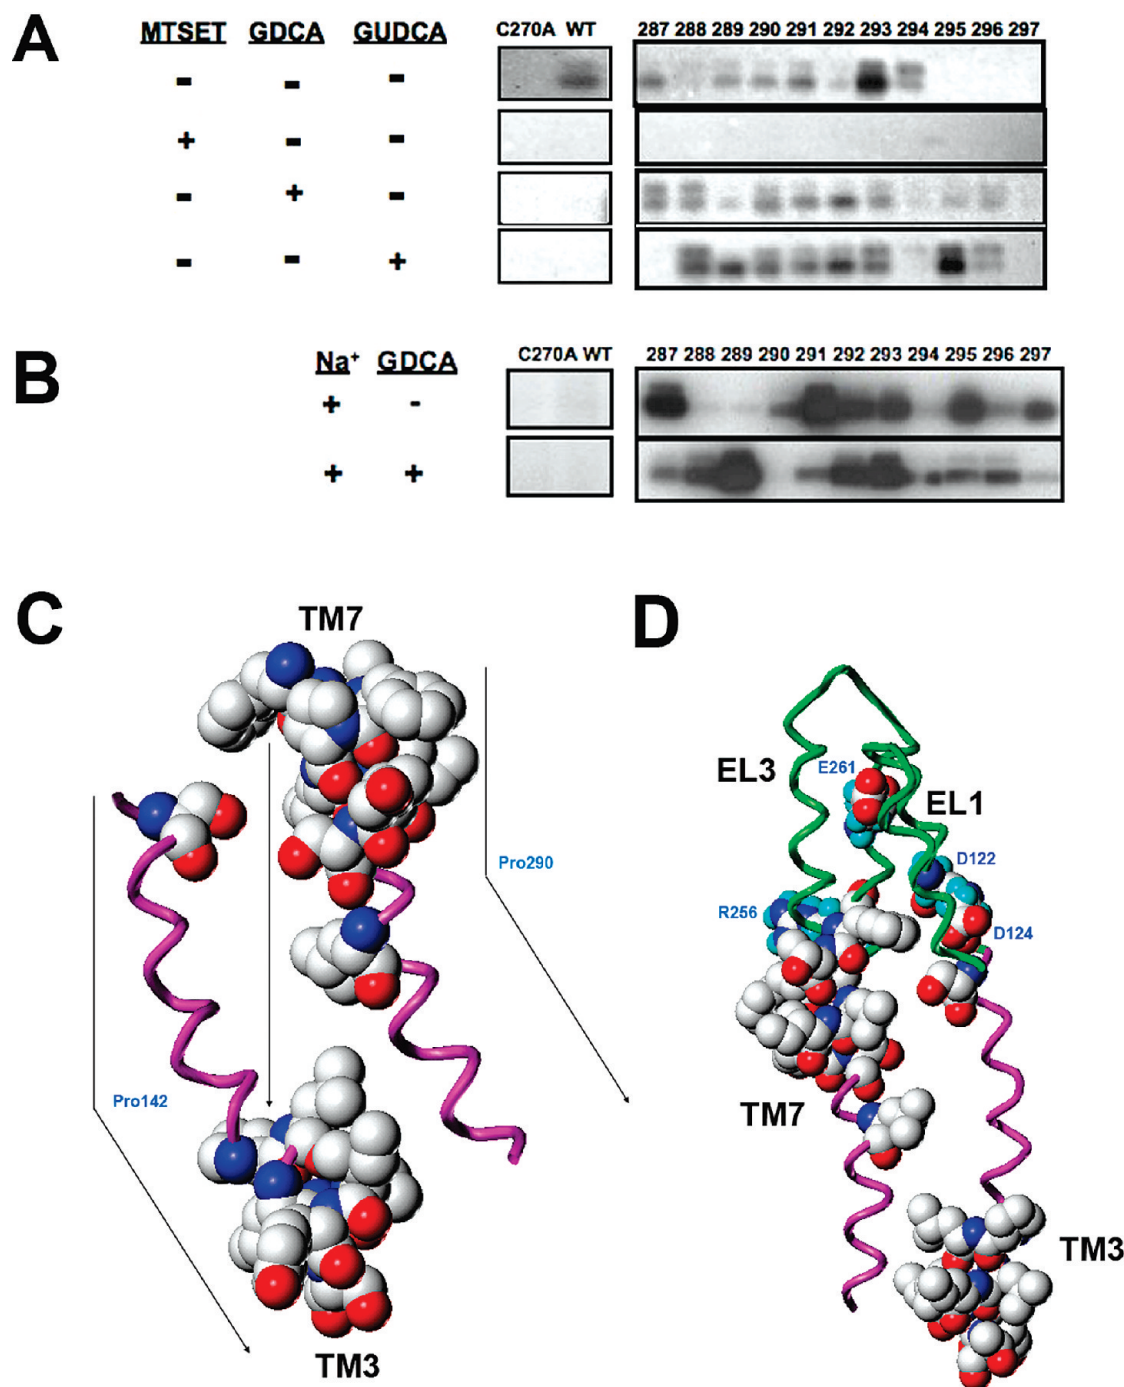 A
MTSET GDCA GUDCA
C270A WT
287 288 289 290 291 292 293 294 295 296 297
- - -
+ - -
- + -
- - +
B
Na+ GDCA
C270A WT
287 288 289 290 291 292 293 294 295 296 297
+ -
+ +
C
TM7
Pro290
Pro142
TM3
D
EL3
E261
EL1
D122
R256
D124
TM7
TM3